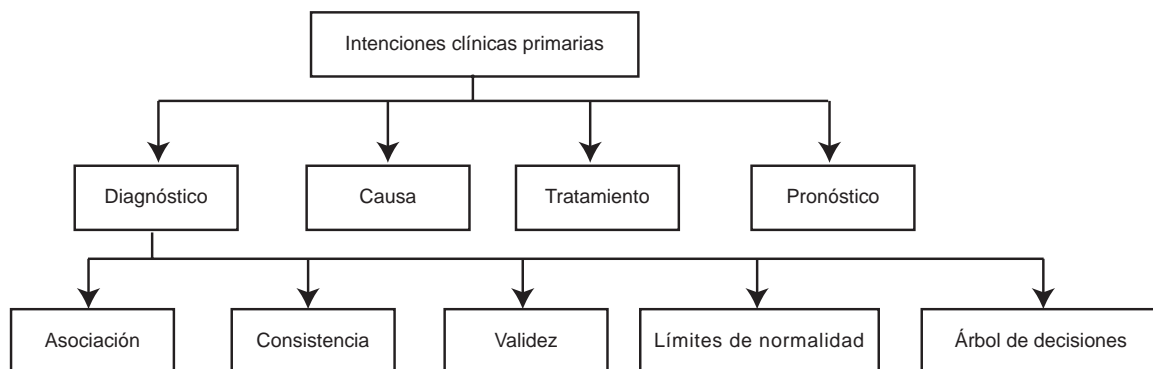 Intenciones clínicas primarias
Diagnóstico
Causa
Tratamiento
Pronóstico
Asociación
Consistencia
Validez
Límites de normalidad
Árbol de decisiones